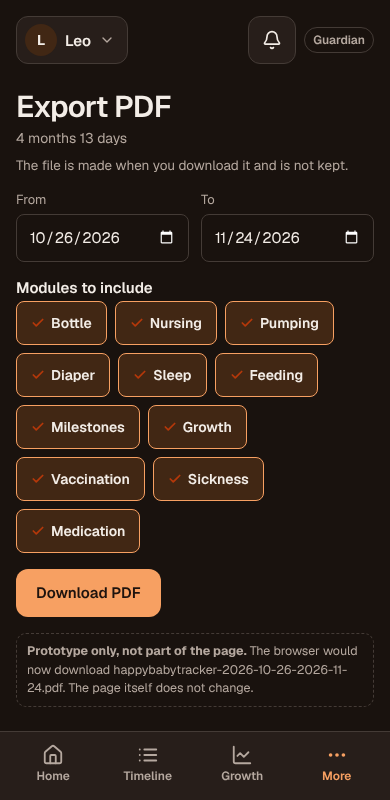 L Leo Guardian
Export PDF
4 months 13 days
The file is made when you download it and is not kept.
From To
10/26/2026 11/24/2026
Modules to include
Bottle Nursing Pumping
Diaper Sleep Feeding
Milestones Growth
Vaccination Sickness
Medication
Download PDF
Prototype only, not part of the page. The browser would
now download happybabytracker-2026-10-26-2026-11-
24.pdf. The page itself does not change.
Home Timeline Growth More